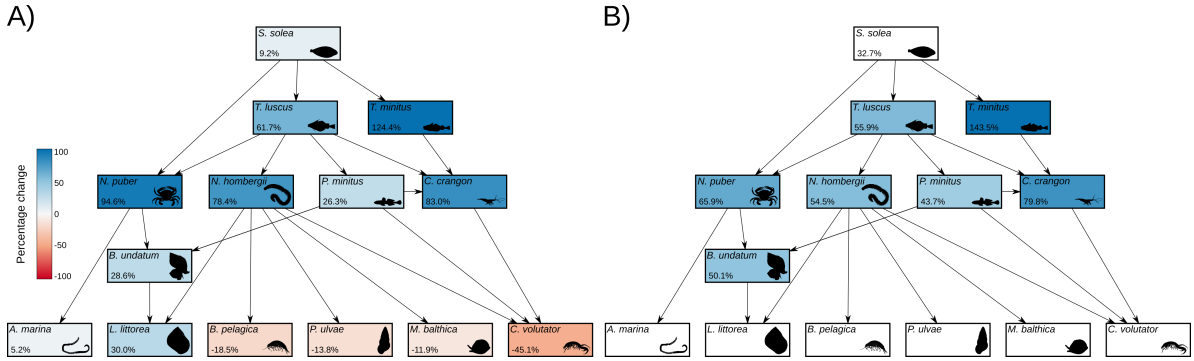 A)
S. solea
9.2%
T. luscus
61.7%
T. minitus
124.4%
Percentage change
100
50
0
-50
-100
N. puber
94.6%
N. hombergii
78.4%
P. minitus
26.3%
C. crangon
83.0%
B. undatum
28.6%
A. marina
5.2%
L. littorea
30.0%
B. pelagica
-18.5%
P. ulvae
-13.8%
M. balthica
-11.9%
C. volutator
-45.1%
B)
S. solea
32.7%
T. luscus
55.9%
T. minitus
143.5%
N. puber
65.9%
N. hombergii
54.5%
P. minitus
43.7%
C. crangon
79.8%
B. undatum
50.1%
A. marina
L. littorea
B. pelagica
P. ulvae
M. balthica
C. volutator